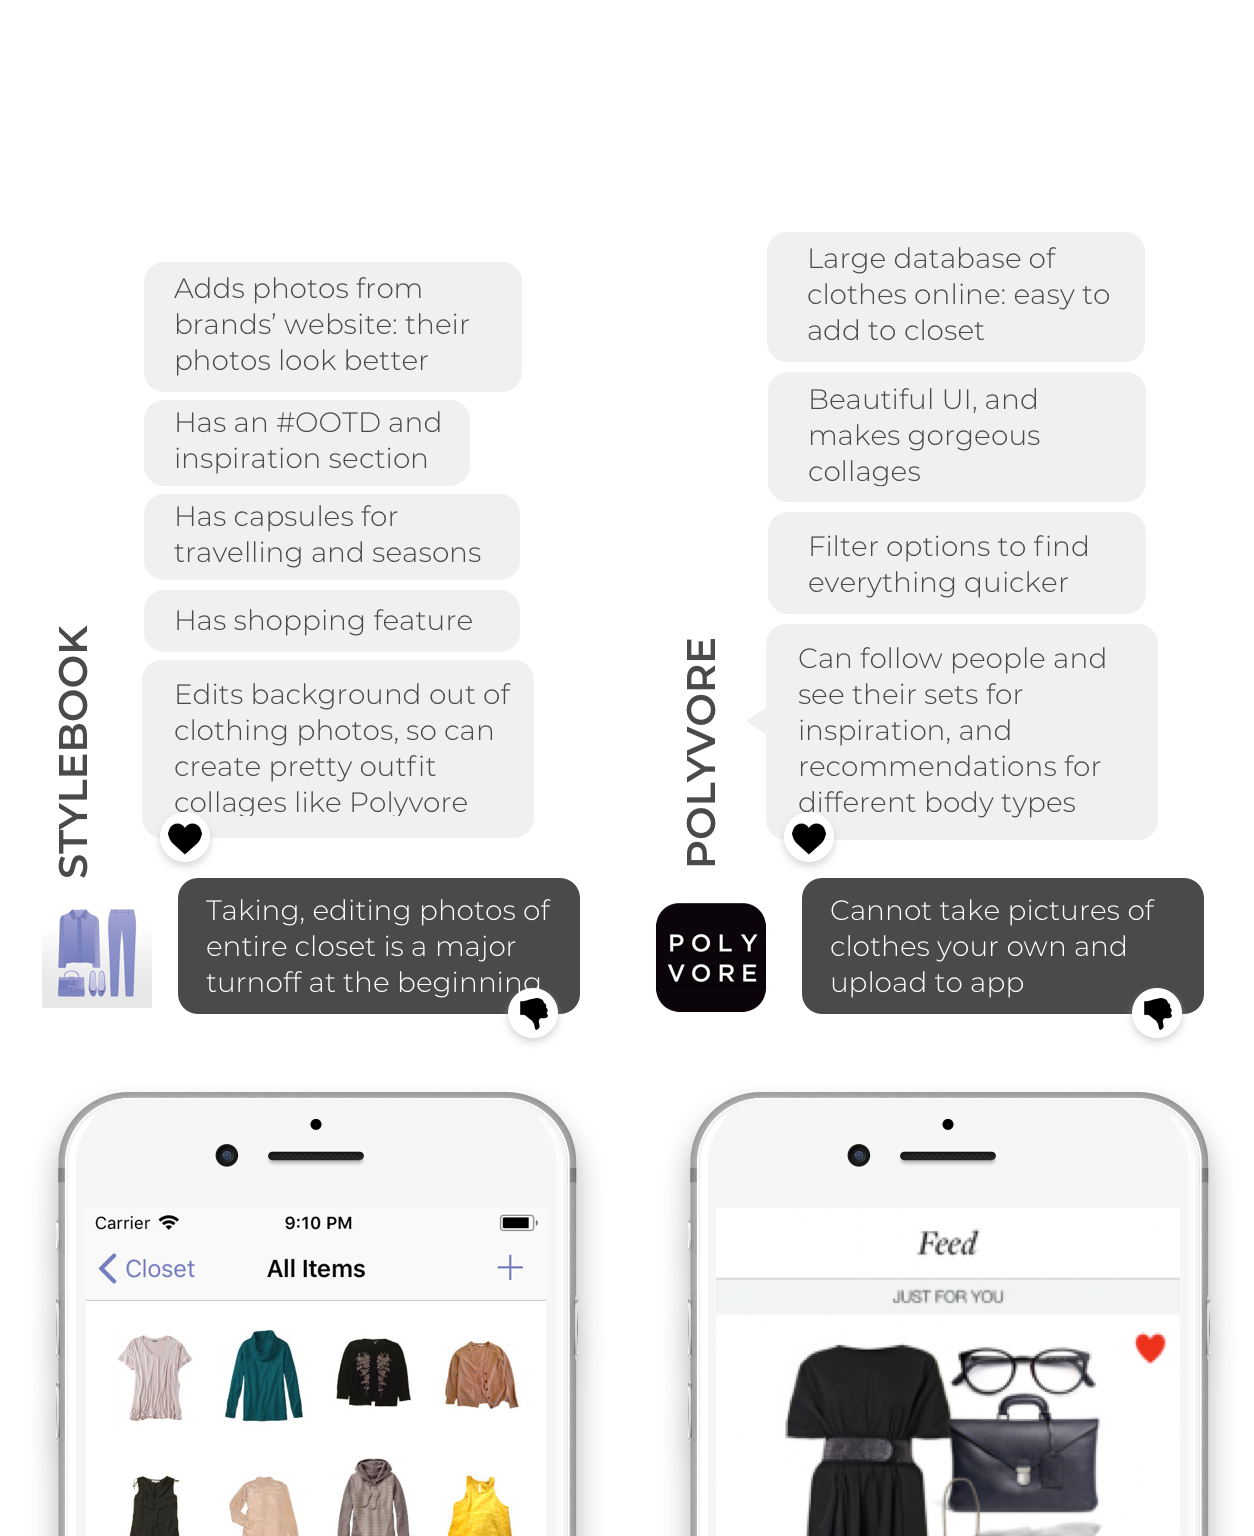 Adds photos from
brands’ website: their
photos look better
Has an #OOTD and
inspiration section
Has capsules for
travelling and seasons
Has shopping feature
Edits background out of
clothing photos, so can
create pretty outfit
collages like Polyvore
STYLEBOOK
Taking, editing photos of
entire closet is a major
turnoff at the beginning
Carrier
9:10 PM
Closet
All Items
Large database of
clothes online: easy to
add to closet
Beautiful UI, and
makes gorgeous
collages
Filter options to find
everything quicker
Can follow people and
see their sets for
inspiration, and
recommendations for
different body types
POLYVORE
POLY
VORE
Cannot take pictures of
clothes your own and
upload to app
Feed
JUST FOR YOU